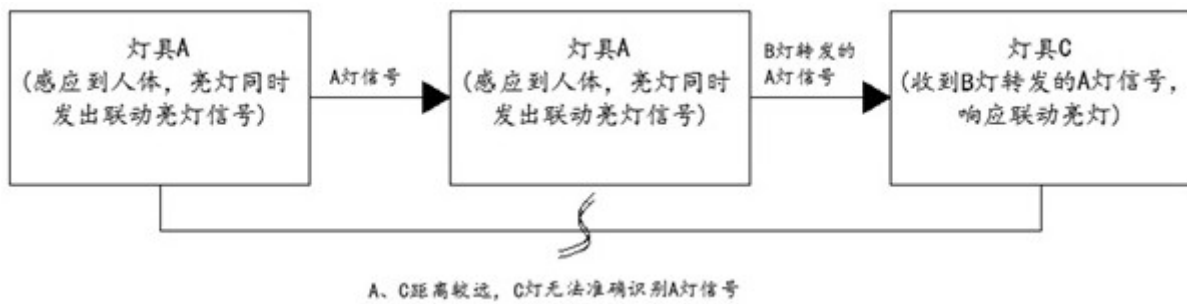 灯具A
(感应到人体，亮灯同时
发出联动亮灯信号)
A灯信号
灯具A
(感应到人体，亮灯同时
发出联动亮灯信号)
B灯转发的
A灯信号
灯具C
(收到B灯转发的A灯信号，
响应联动亮灯)
A、C距离较远，C灯无法准确识别A灯信号